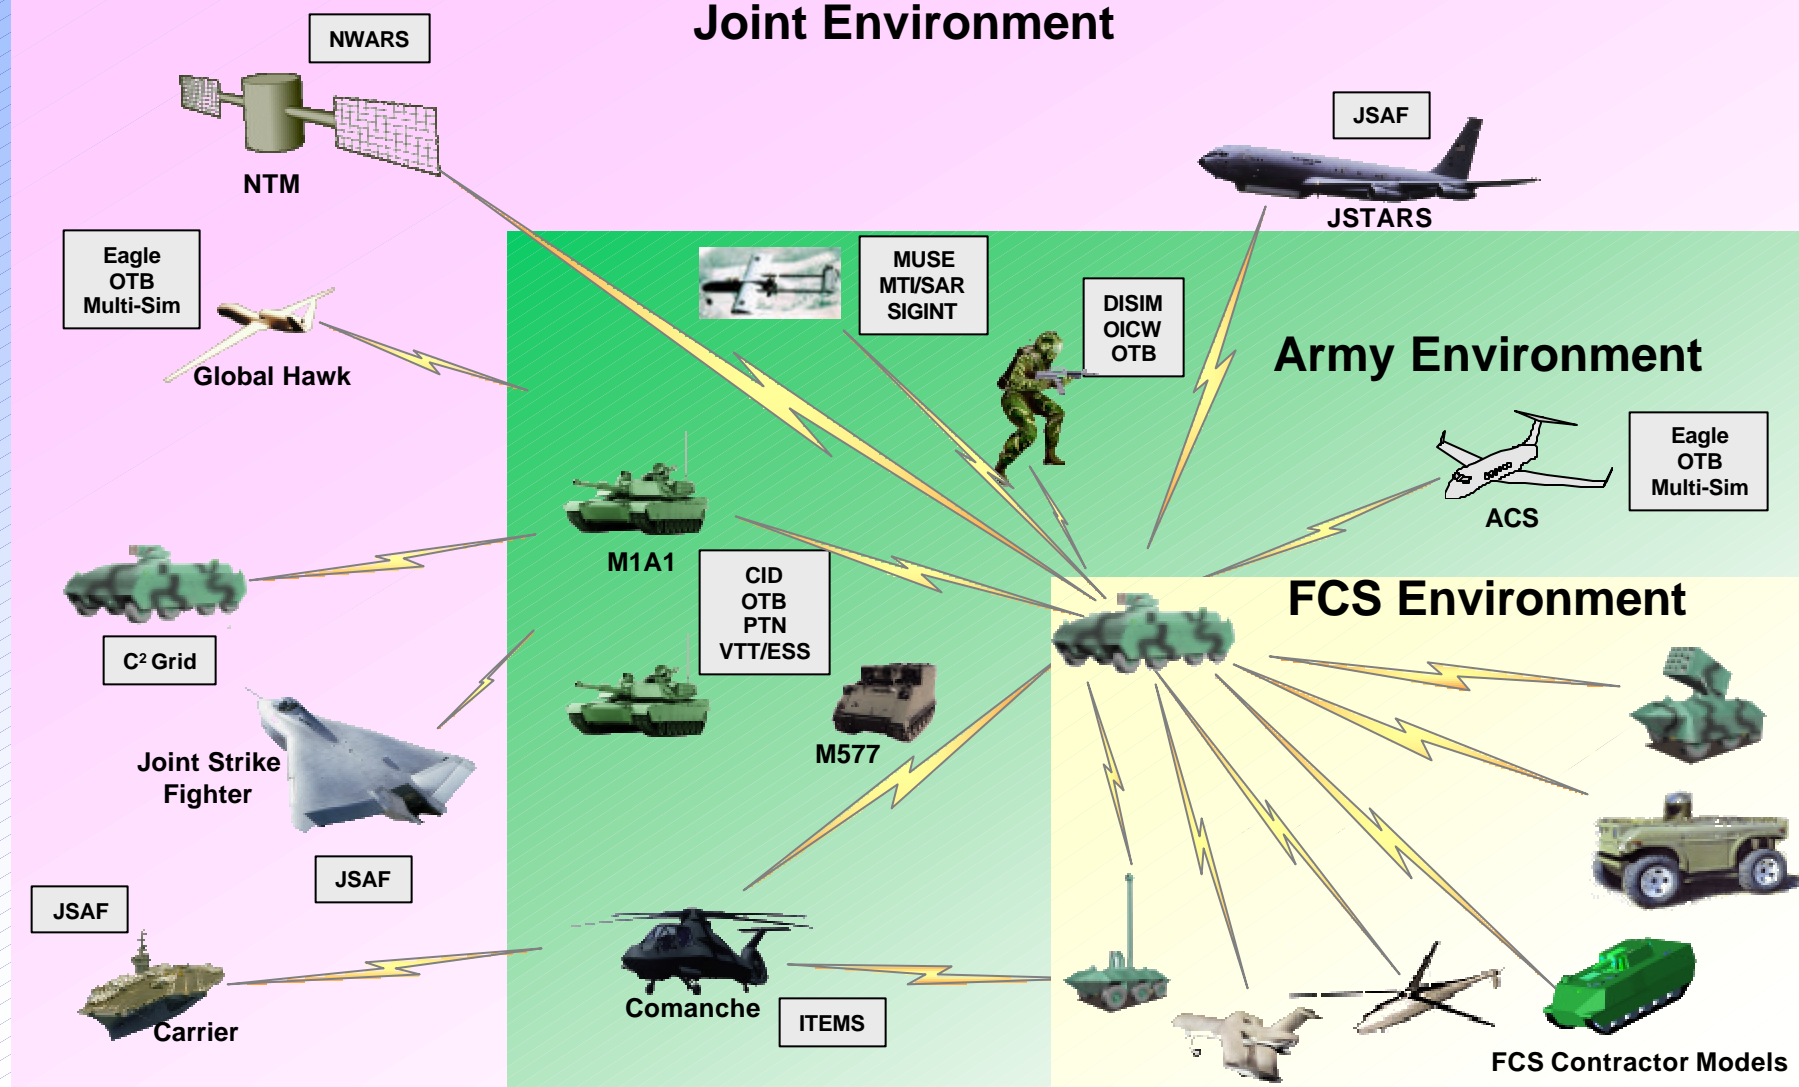 Joint Environment
NWARS
NTM
JSAF
JSTARS
Eagle
OTB
Multi-Sim
Global Hawk
MUSE
MTI/SAR
SIGINT
DISIM
OICW
OTB
Army Environment
Eagle
OTB
Multi-Sim
ACS
M1A1
CID
OTB
PTN
VTT/ESS
C² Grid
FCS Environment
M577
Joint Strike
Fighter
JSAF
JSAF
Carrier
Comanche
ITEMS
FCS Contractor Models